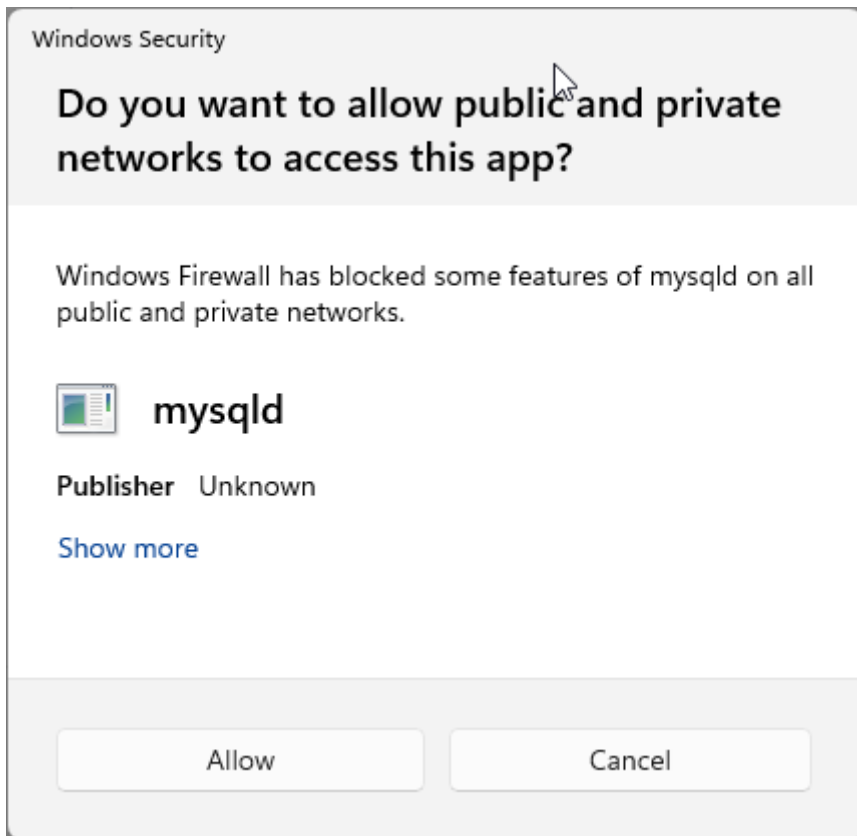 Windows Security
Do you want to allow public and private
networks to access this app?
Windows Firewall has blocked some features of mysqld on all
public and private networks.
mysqld
Publisher Unknown
Show more
Allow
Cancel